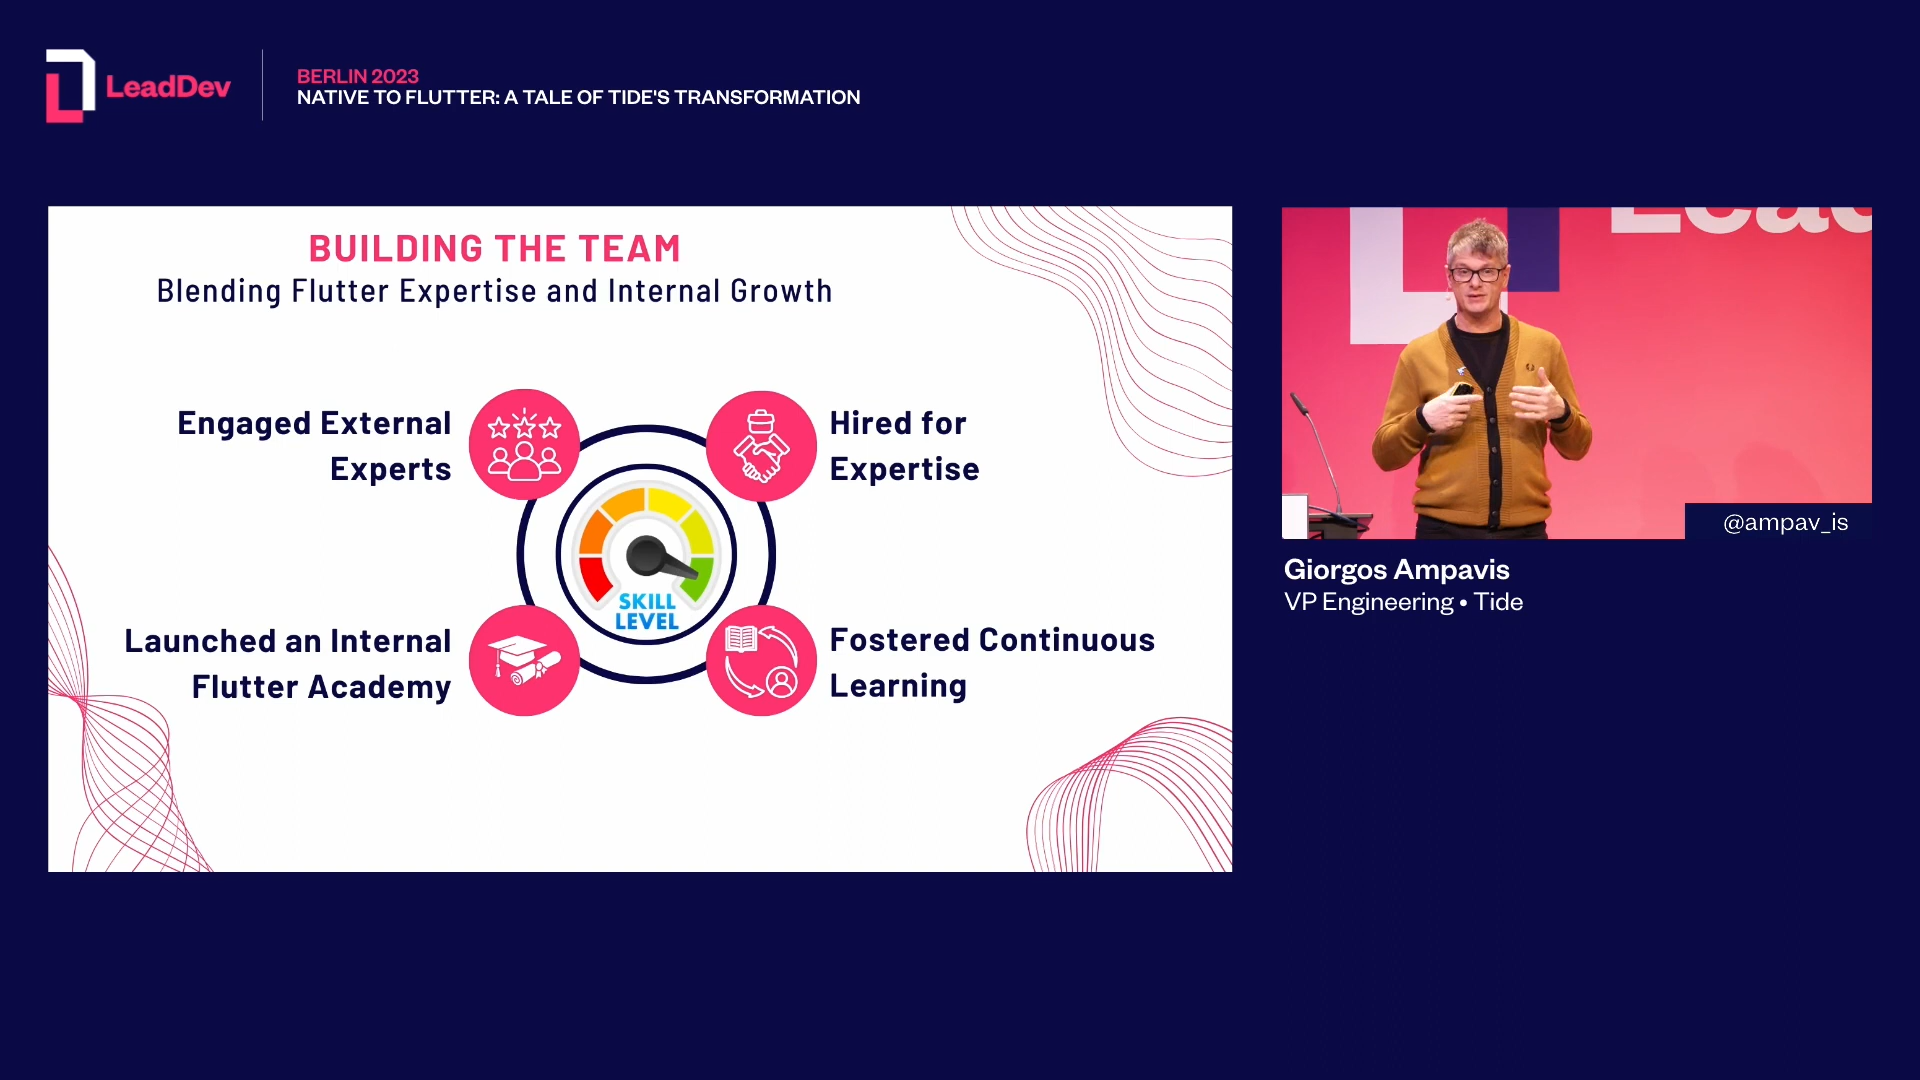 LeadDev
BERLIN 2023
NATIVE TO FLUTTER: A TALE OF TIDE'S TRANSFORMATION
BUILDING THE TEAM
Blending Flutter Expertise and Internal Growth
Engaged External
Experts
Hired for
Expertise
SKILL
LEVEL
Launched an Internal
Flutter Academy
Fostered Continuous
Learning
Lead
@ampav_is
Giorgos Ampavis
VP Engineering • Tide